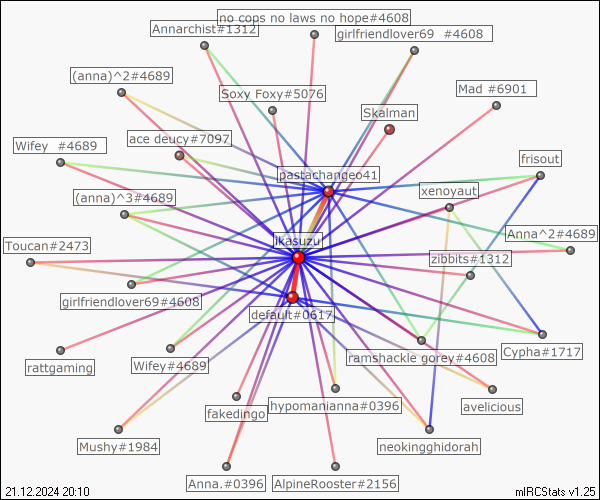 no cops no laws no hope#4608
Annarchist#1312
girlfriendlover69   #4608
(anna)^2#4689
Soxy Foxy#5076
Mad #6901
Skalman
ace deucy#7097
Wifey   #4689
frisout
pastachangeo41
xenoyaut
(anna)^3#4689
Toucan#2473
ikasuzu
Anna^2#4689
zibbits#1312
girlfriendlover69#4608
default#0617
rattgaming
Wifey#4689
ramshackle gorey#4608
Cypha#1717
fakedingo
hypomanianna#0396
avelicious
Mushy#1984
neokingghidorah
Anna.#0396
AlpineRooster#2156
21.12.2024 20:10
mIRCStats v1.25